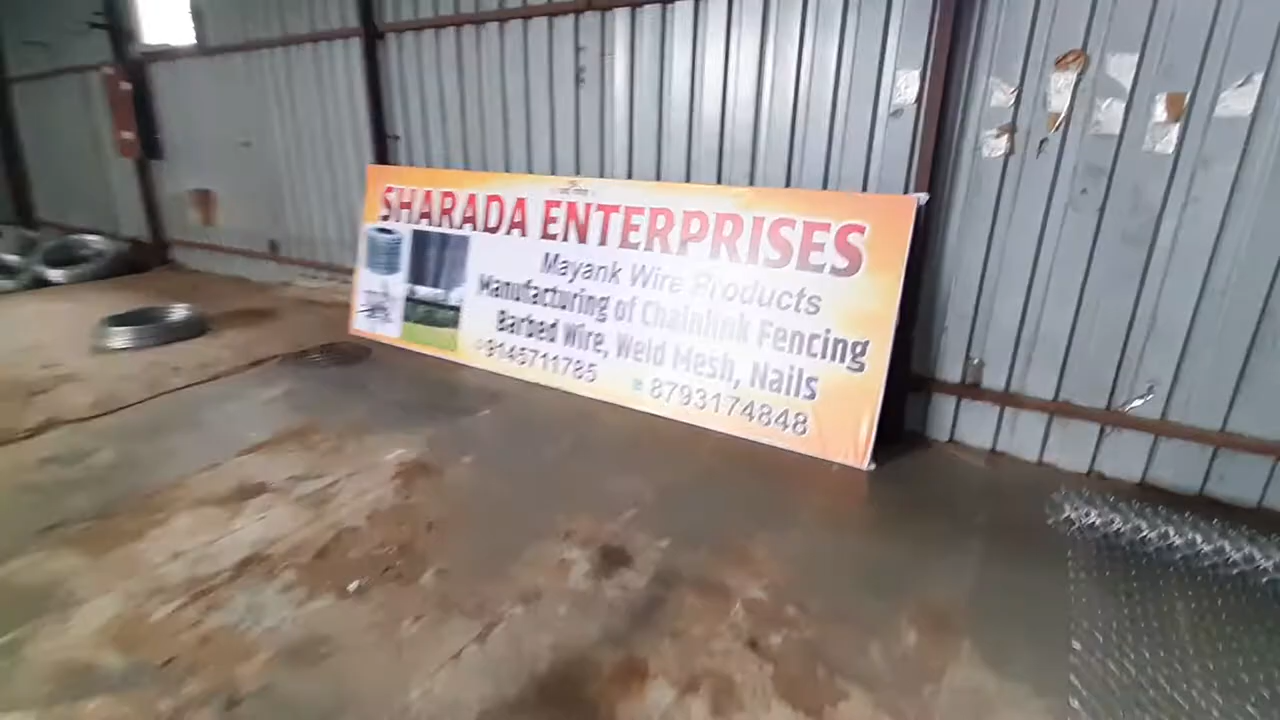 SHARADA ENTERPRISES
Mayank Wire Products
Manufacturing of Chainlink Fencing
Barbed Wire, Weld Mesh, Nails
9145711785 8793174848